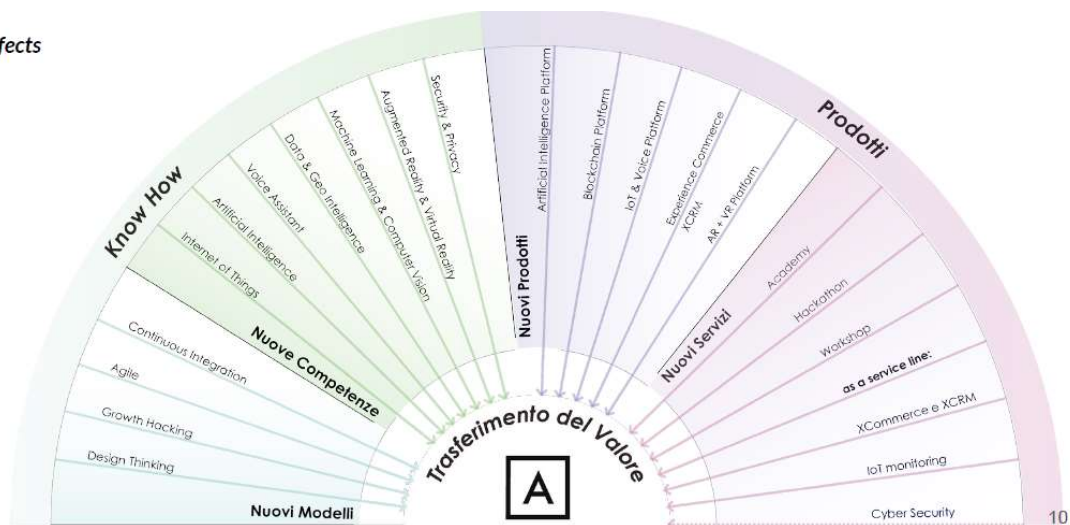 fects
Know How
Prodotti
Nuovi Modelli
Design Thinking
Growth Hacking
Agile
Continuous Integration
Nuove Competenze
Internet of Things
Artificial Intelligence
Voice Assistant
Data & Geo Intelligence
Machine Learning & Computer Vision
Augmented Reality & Virtual Reality
Security & Privacy
Nuovi Prodotti
Artificial Intelligence Platform
Blockchain Platform
IoT & Voice Platform
Experience Commerce
XCRM
AR + VR Platform
Nuovi Servizi
Academy
Hackathon
Workshop
as a service line:
XCommerce e XCRM
IoT monitoring
Cyber Security
Trasferimento del Valore
A
10